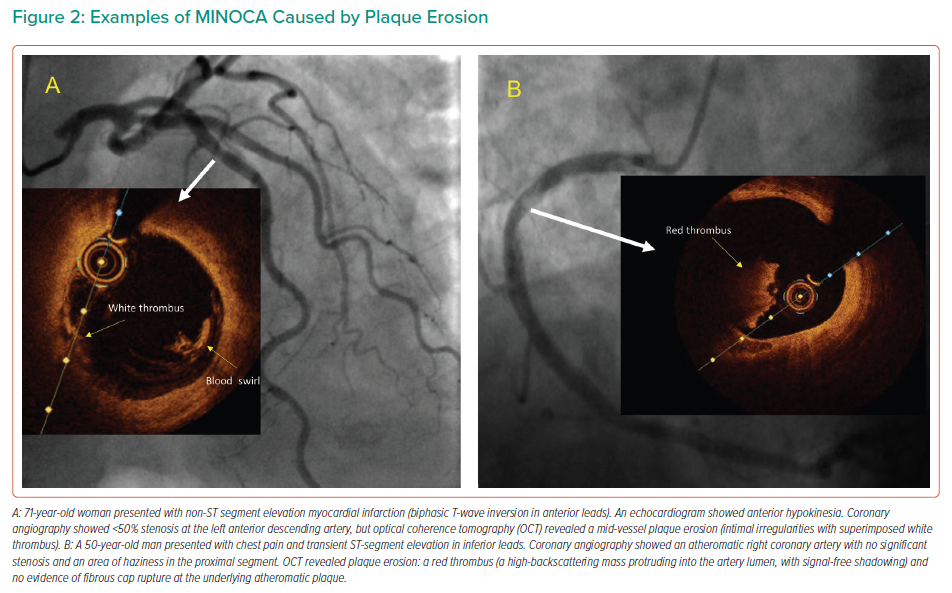 Figure 2: Examples of MINOCA Caused by Plaque Erosion
A
White thrombus
Blood swirl
B
Red thrombus
A: 71-year-old woman presented with non-ST segment elevation myocardial infarction (biphasic T-wave inversion in anterior leads). An echocardiogram showed anterior hypokinesia. Coronary
angiography showed <50% stenosis at the left anterior descending artery, but optical coherence tomography (OCT) revealed a mid-vessel plaque erosion (intimal irregularities with superimposed white
thrombus). B: A 50-year-old man presented with chest pain and transient ST-segment elevation in inferior leads. Coronary angiography showed an atheromatic right coronary artery with no significant
stenosis and an area of haziness in the proximal segment. OCT revealed plaque erosion: a red thrombus (a high-backscattering mass protruding into the artery lumen, with signal-free shadowing) and
no evidence of fibrous cap rupture at the underlying atheromatic plaque.